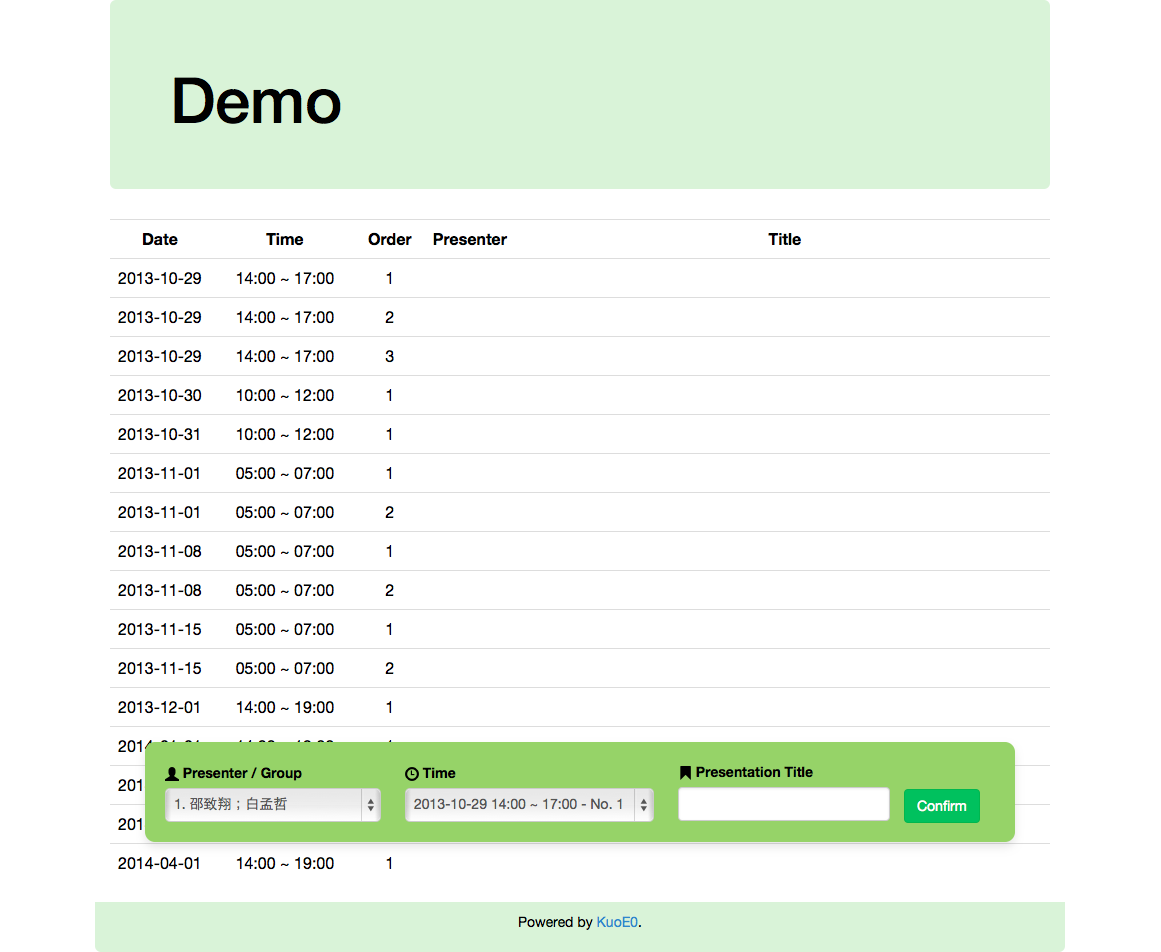 Demo
Date Time Order Presenter Title
2013-10-29 14:00 ~ 17:00 1
2013-10-29 14:00 ~ 17:00 2
2013-10-29 14:00 ~ 17:00 3
2013-10-30 10:00 ~ 12:00 1
2013-10-31 10:00 ~ 12:00 1
2013-11-01 05:00 ~ 07:00 1
2013-11-01 05:00 ~ 07:00 2
2013-11-08 05:00 ~ 07:00 1
2013-11-08 05:00 ~ 07:00 2
2013-11-15 05:00 ~ 07:00 1
2013-11-15 05:00 ~ 07:00 2
2013-12-01 14:00 ~ 19:00 1
Presenter / Group Time Presentation Title
1. 邵致翔；白孟哲 2013-10-29 14:00 ~ 17:00 - No. 1 Confirm
2014-04-01 14:00 ~ 19:00 1
Powered by KuoE0.